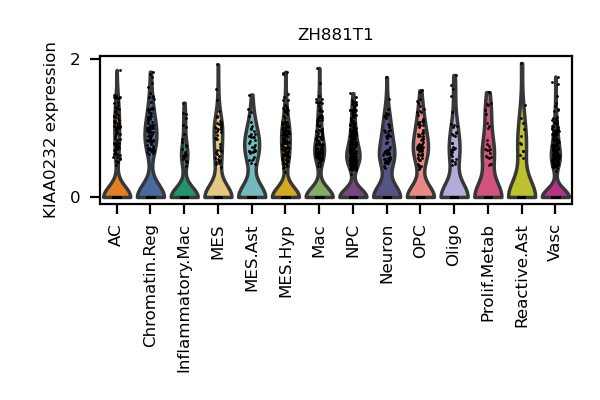 ZH881T1
KIAA0232 expression
2
0
AC
Chromatin.Reg
Inflammatory.Mac
MES
MES.Ast
MES.Hyp
Mac
NPC
Neuron
OPC
Oligo
Prolif.Metab
Reactive.Ast
Vasc